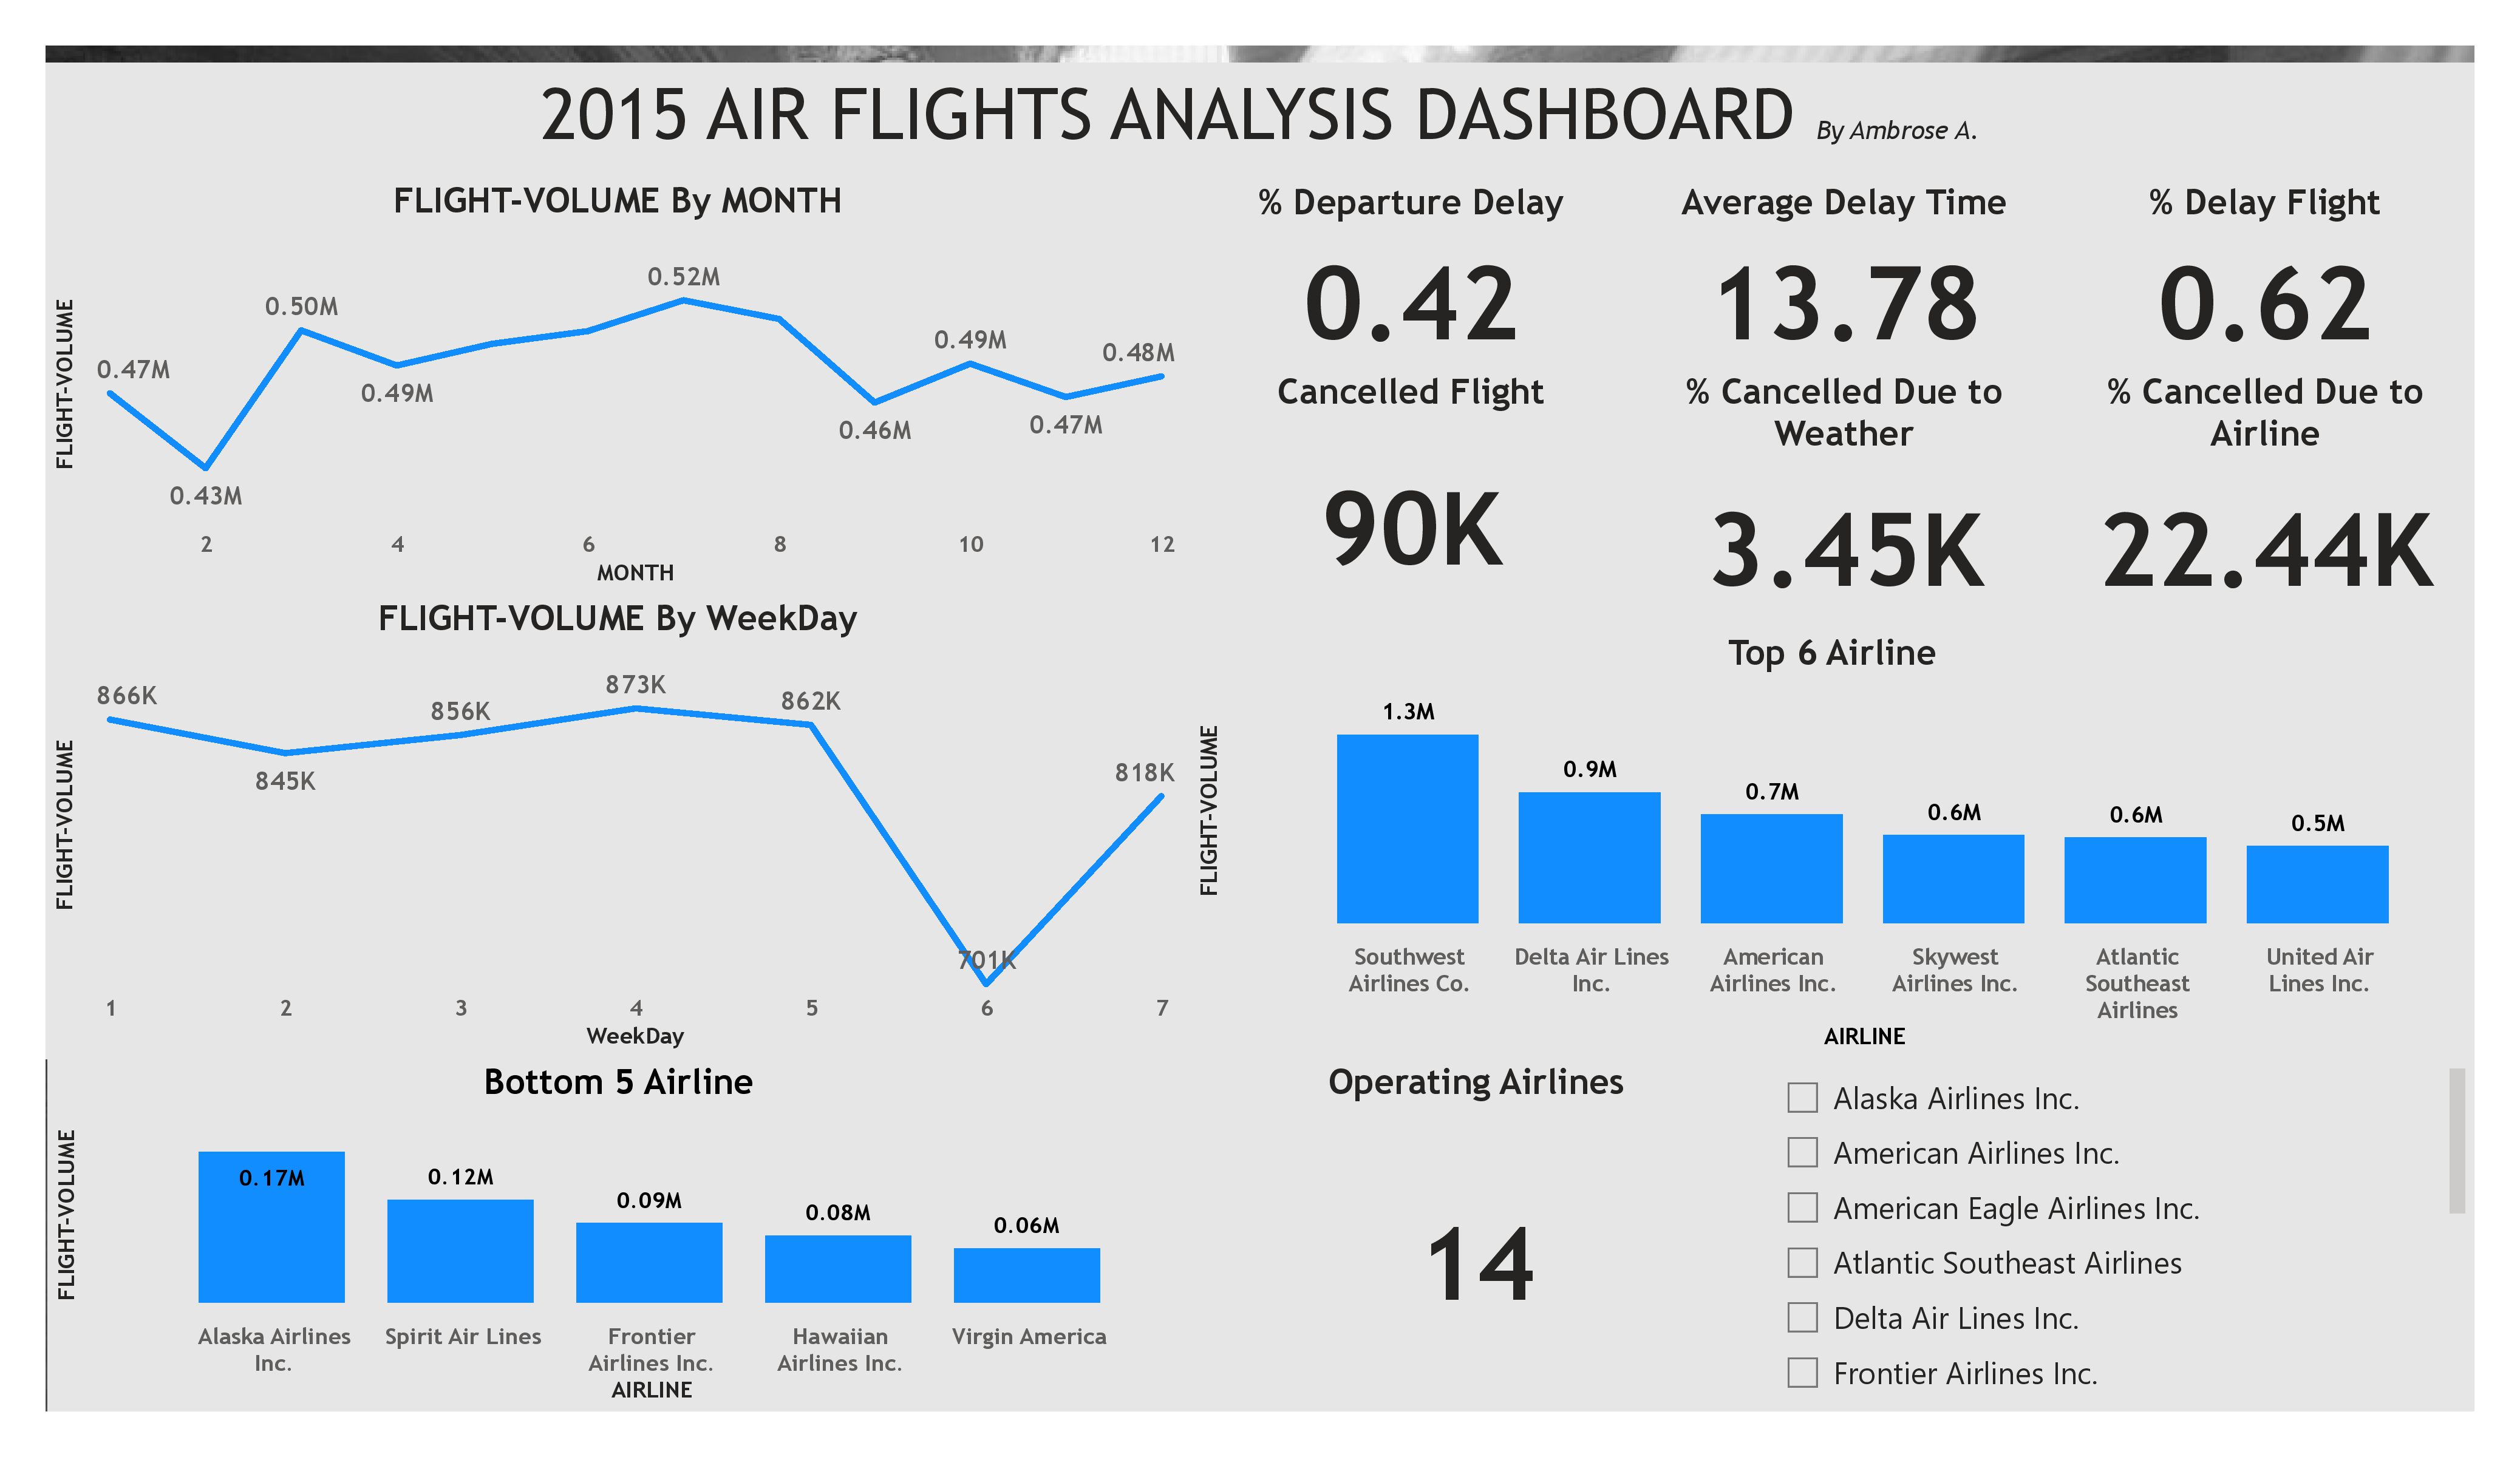 2015 AIR FLIGHTS ANALYSIS DASHBOARD By Ambrose A.
FLIGHT-VOLUME By MONTH
FLIGHT-VOLUME
0.47M
0.43M
0.50M
0.49M
0.52M
0.46M
0.49M
0.47M
0.48M
2 4 6 8 10 12
MONTH
% Departure Delay
0.42
Average Delay Time
13.78
% Delay Flight
0.62
Cancelled Flight
90K
% Cancelled Due to
Weather
3.45K
% Cancelled Due to
Airline
22.44K
FLIGHT-VOLUME By WeekDay
FLIGHT-VOLUME
866K
845K
856K
873K
862K
701K
818K
1 2 3 4 5 6 7
WeekDay
Top 6 Airline
FLIGHT-VOLUME
1.3M
0.9M
0.7M
0.6M
0.6M
0.5M
Southwest
Airlines Co.
Delta Air Lines
Inc.
American
Airlines Inc.
Skywest
Airlines Inc.
Atlantic
Southeast
Airlines
United Air
Lines Inc.
AIRLINE
Bottom 5 Airline
FLIGHT-VOLUME
0.17M
0.12M
0.09M
0.08M
0.06M
Alaska Airlines
Inc.
Spirit Air Lines
Frontier
Airlines Inc.
Hawaiian
Airlines Inc.
Virgin America
AIRLINE
Operating Airlines
14
Alaska Airlines Inc.
American Airlines Inc.
American Eagle Airlines Inc.
Atlantic Southeast Airlines
Delta Air Lines Inc.
Frontier Airlines Inc.